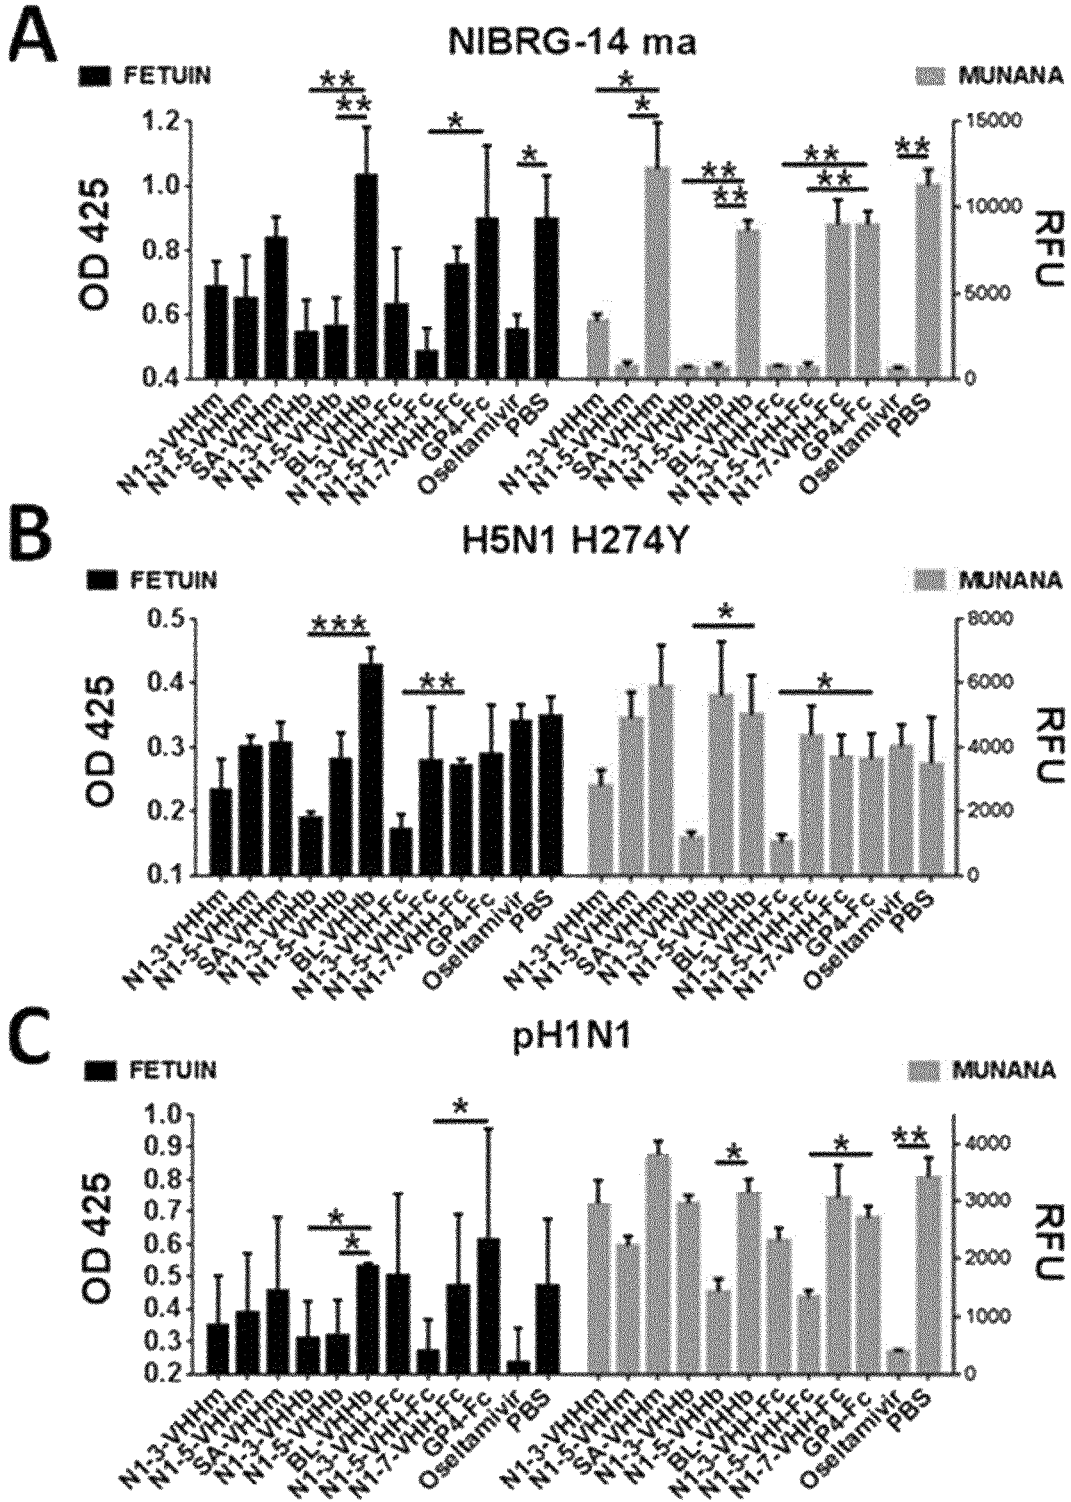 A
NIBRG-14 ma
FETUIN
MUNANA
** ** * * * * ** ** ** ** **
1.2
1.0
0.8
0.6
0.4
OD 425
15000
10000
5000
0
RFU
N1-3-VHHm
N1-5-VHHm
SA-VHHm
N1-3-VHHb
N1-5-VHHb
BL-VHHb
N1-3-VHH-Fc
N1-5-VHH-Fc
N1-7-VHH-Fc
GP4-Fc
Oseltamivir
PBS
N1-3-VHHm
N1-5-VHHm
SA-VHHm
N1-3-VHHb
N1-5-VHHb
BL-VHHb
N1-3-VHH-Fc
N1-5-VHH-Fc
N1-7-VHH-Fc
GP4-Fc
Oseltamivir
PBS
B
H5N1 H274Y
FETUIN
MUNANA
*** ** * *
0.5
0.4
0.3
0.2
0.1
OD 425
8000
6000
4000
2000
0
RFU
N1-3-VHHm
N1-5-VHHm
SA-VHHm
N1-3-VHHb
N1-5-VHHb
BL-VHHb
N1-3-VHH-Fc
N1-5-VHH-Fc
N1-7-VHH-Fc
GP4-Fc
Oseltamivir
PBS
N1-3-VHHm
N1-5-VHHm
SA-VHHm
N1-3-VHHb
N1-5-VHHb
BL-VHHb
N1-3-VHH-Fc
N1-5-VHH-Fc
N1-7-VHH-Fc
GP4-Fc
Oseltamivir
PBS
C
pH1N1
FETUIN
MUNANA
* * * * * **
1.0
0.9
0.8
0.7
0.6
0.5
0.4
0.3
0.2
OD 425
4000
3000
2000
1000
0
RFU
N1-3-VHHm
N1-5-VHHm
SA-VHHm
N1-3-VHHb
N1-5-VHHb
BL-VHHb
N1-3-VHH-Fc
N1-5-VHH-Fc
N1-7-VHH-Fc
GP4-Fc
Oseltamivir
PBS
N1-3-VHHm
N1-5-VHHm
SA-VHHm
N1-3-VHHb
N1-5-VHHb
BL-VHHb
N1-3-VHH-Fc
N1-5-VHH-Fc
N1-7-VHH-Fc
GP4-Fc
Oseltamivir
PBS